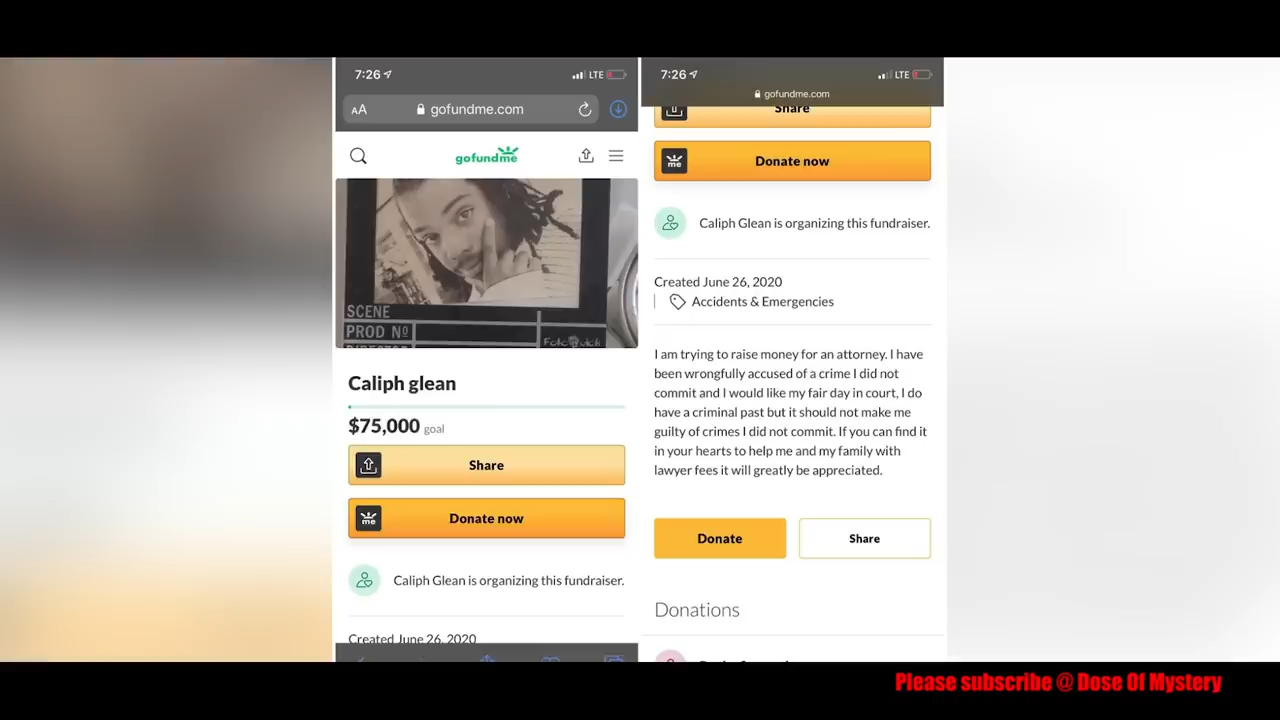 7:26
LTE
AA
gofundme.com
gofundme
SCENE
PROD Nº
Caliph glean
$75,000 goal
Share
me
Donate now
Caliph Glean is organizing this fundraiser.
Created June 26, 2020
7:26
LTE
gofundme.com
Share
me
Donate now
Caliph Glean is organizing this fundraiser.
Created June 26, 2020
Accidents & Emergencies
I am trying to raise money for an attorney. I have
been wrongfully accused of a crime I did not
commit and I would like my fair day in court, I do
have a criminal past but it should not make me
guilty of crimes I did not commit. If you can find it
in your hearts to help me and my family with
lawyer fees it will greatly be appreciated.
Donate
Share
Donations
Please subscribe @ Dose Of Mystery